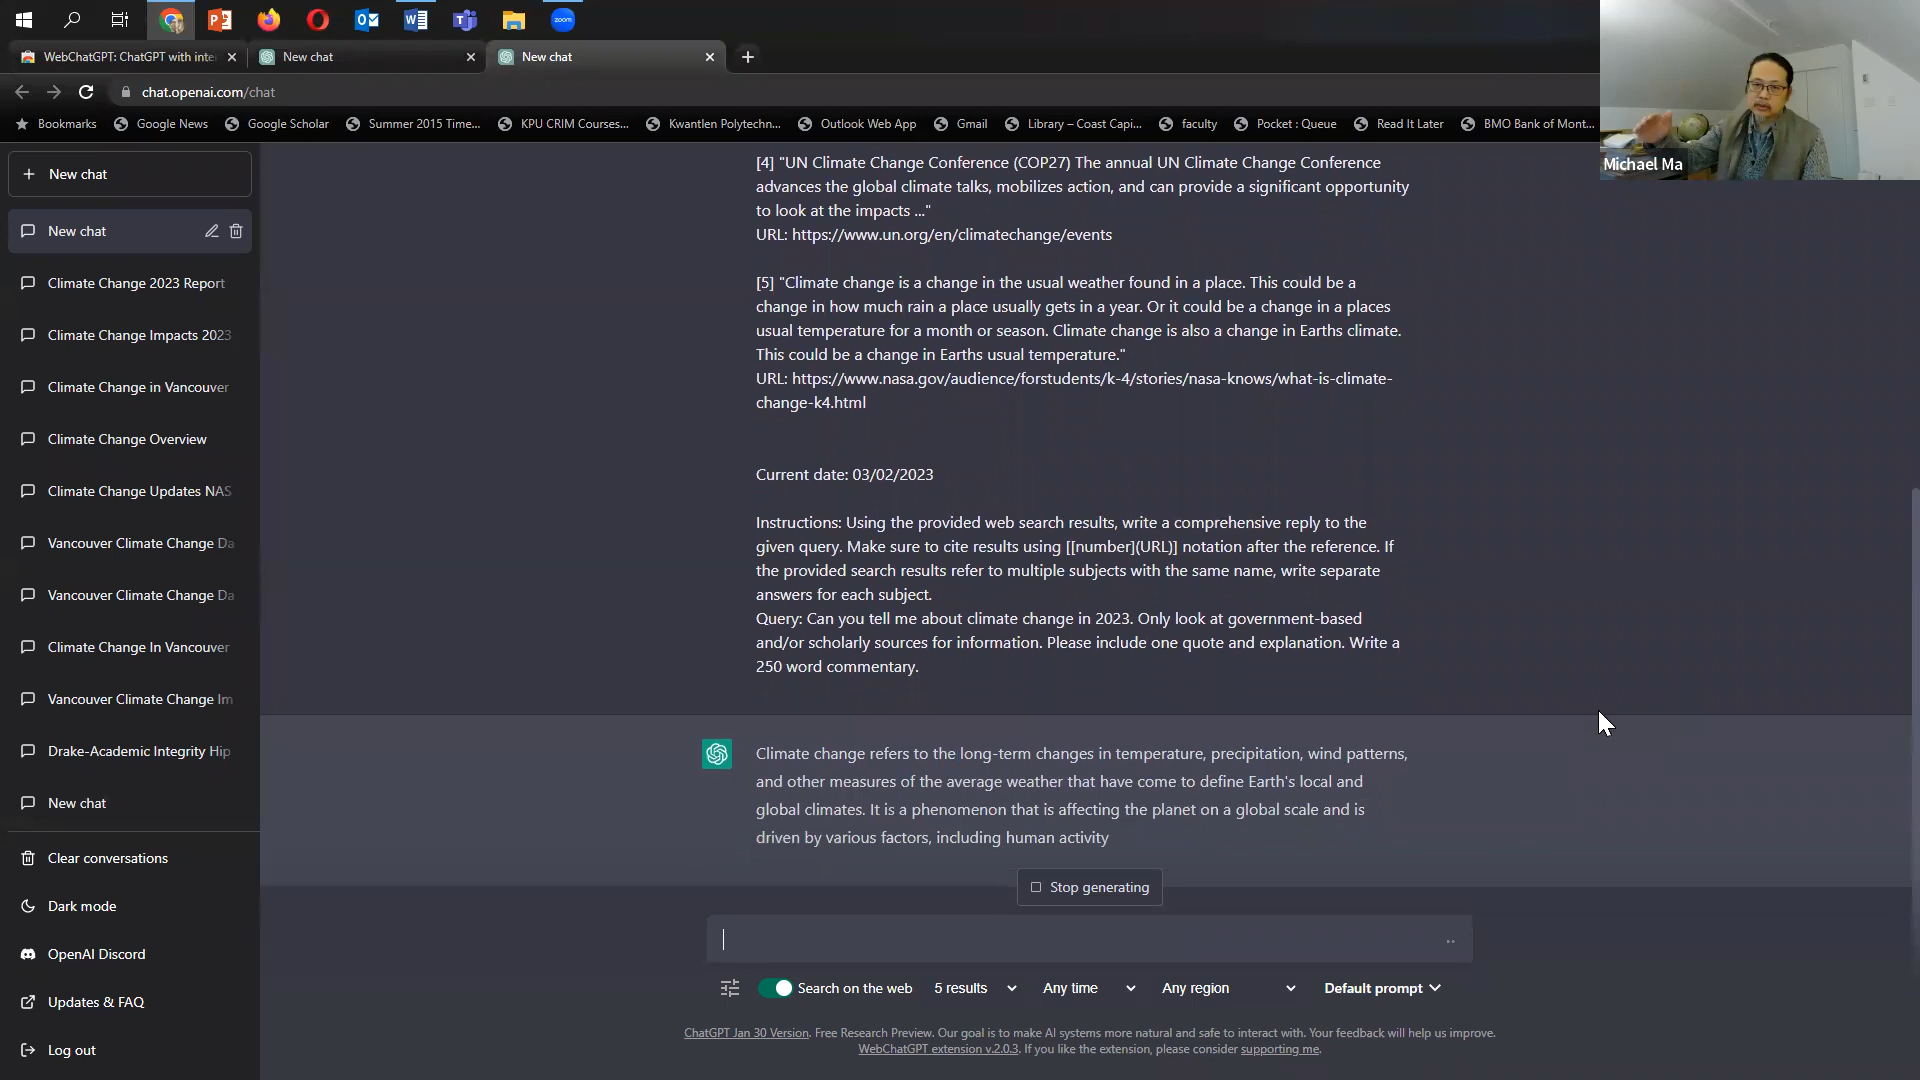 WebChatGPT: ChatGPT with inte
New chat
New chat
chat.openai.com/chat
Bookmarks
Google News
Google Scholar
Summer 2015 Time...
KPU CRIM Courses...
Kwantlen Polytechn...
Outlook Web App
Gmail
Library – Coast Capi...
faculty
Pocket : Queue
Read It Later
BMO Bank of Mont...
Michael Ma
zoom
New chat
New chat
Climate Change 2023 Report
Climate Change Impacts 2023
Climate Change in Vancouver
Climate Change Overview
Climate Change Updates NAS
Vancouver Climate Change Da
Vancouver Climate Change Da
Climate Change In Vancouver
Vancouver Climate Change Im
Drake-Academic Integrity Hip
New chat
Clear conversations
Dark mode
OpenAI Discord
Updates & FAQ
Log out
[4] "UN Climate Change Conference (COP27) The annual UN Climate Change Conference
advances the global climate talks, mobilizes action, and can provide a significant opportunity
to look at the impacts ..."
URL: https://www.un.org/en/climatechange/events
[5] "Climate change is a change in the usual weather found in a place. This could be a
change in how much rain a place usually gets in a year. Or it could be a change in a places
usual temperature for a month or season. Climate change is also a change in Earths climate.
This could be a change in Earths usual temperature."
URL: https://www.nasa.gov/audience/forstudents/k-4/stories/nasa-knows/what-is-climate-
change-k4.html
Current date: 03/02/2023
Instructions: Using the provided web search results, write a comprehensive reply to the
given query. Make sure to cite results using [[number](URL)] notation after the reference. If
the provided search results refer to multiple subjects with the same name, write separate
answers for each subject.
Query: Can you tell me about climate change in 2023. Only look at government-based
and/or scholarly sources for information. Please include one quote and explanation. Write a
250 word commentary.
Climate change refers to the long-term changes in temperature, precipitation, wind patterns,
and other measures of the average weather that have come to define Earth's local and
global climates. It is a phenomenon that is affecting the planet on a global scale and is
driven by various factors, including human activity
Stop generating
Search on the web
5 results
Any time
Any region
Default prompt
ChatGPT Jan 30 Version. Free Research Preview. Our goal is to make AI systems more natural and safe to interact with. Your feedback will help us improve.
WebChatGPT extension v.2.0.3. If you like the extension, please consider supporting me.